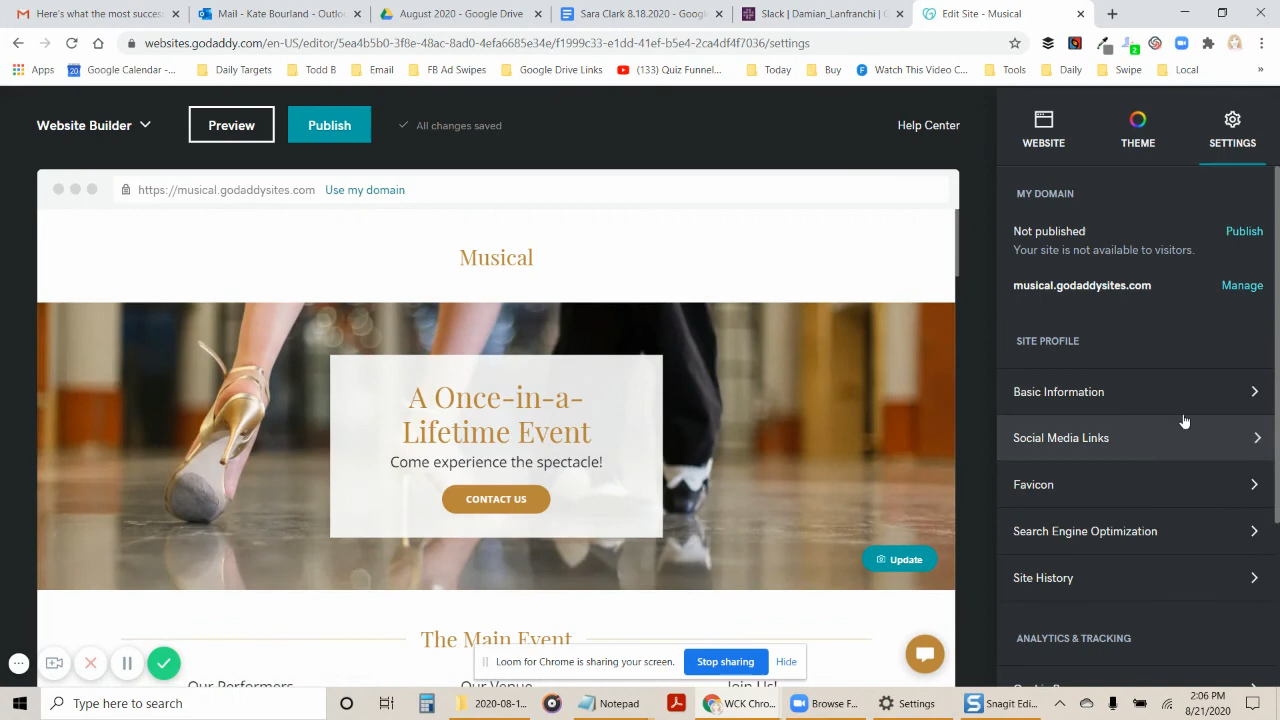 Here's what the most succes
Mail - Kate Bourland - Outloo
August 2020 - Google Drive
Sara Clark 8.18.2020 - Googl
Slack | Damian_Lanfranchi |
Edit Site - Musical
websites.godaddy.com/en-US/editor/5ea4b5b0-3f8e-49ac-8ad0-4efa6685e34e/f1999c33-e1dd-41ef-b5e4-2ca4df4f7036/settings
Apps
Google Calendar -...
Daily Targets
Todd B
Email
FB Ad Swipes
Google Drive Links
(133) Quiz Funnel...
Today
Buy
Watch This Video C...
Tools
Daily
Swipe
Local
»
Website Builder
Preview
Publish
All changes saved
Help Center
WEBSITE
THEME
SETTINGS
https://musical.godaddysites.com Use my domain
MY DOMAIN
Not published
Publish
Your site is not available to visitors.
musical.godaddysites.com
Manage
SITE PROFILE
Basic Information
Social Media Links
Favicon
Search Engine Optimization
Site History
ANALYTICS & TRACKING
Musical
A Once-in-a-
Lifetime Event
Come experience the spectacle!
CONTACT US
Update
The Main Event
Our Performers
Our Venue
Join Us!
Loom for Chrome is sharing your screen.
Stop sharing
Hide
Type here to search
2020-08-1...
Notepad
WCK Chro...
Browse F...
Settings
Snagit Edi...
2:06 PM
8/21/2020